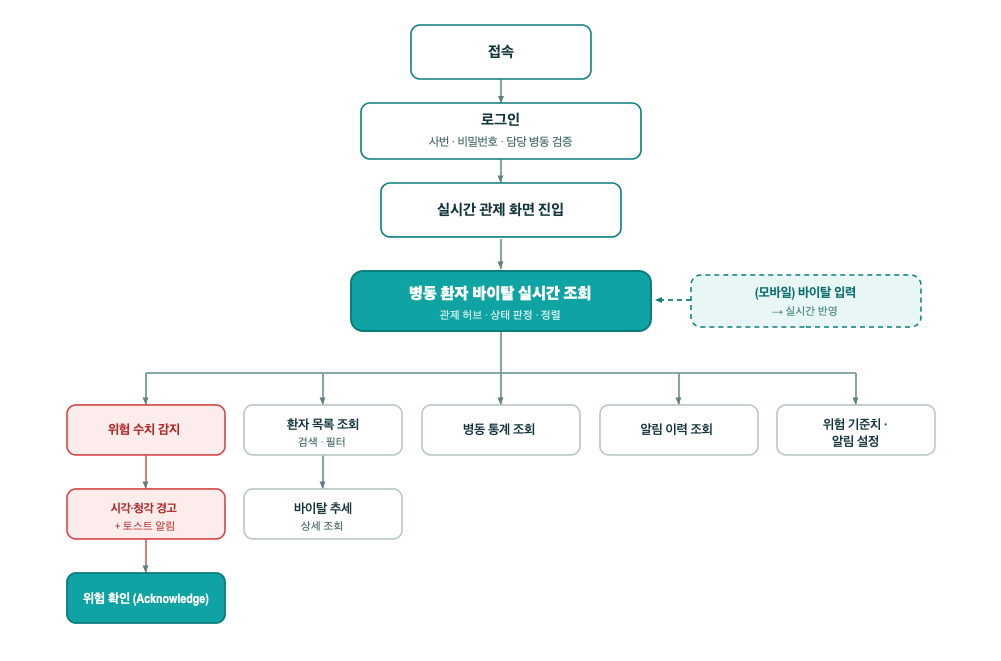 접속
로그인
사번 · 비밀번호 · 담당 병동 검증
실시간 관제 화면 진입
병동 환자 바이탈 실시간 조회
관제 허브 · 상태 판정 · 정렬
(모바일) 바이탈 입력
→ 실시간 반영
위험 수치 감지
환자 목록 조회
검색 · 필터
병동 통계 조회
알림 이력 조회
위험 기준치 ·
알림 설정
시각·청각 경고
+ 토스트 알림
바이탈 추세
상세 조회
위험 확인 (Acknowledge)